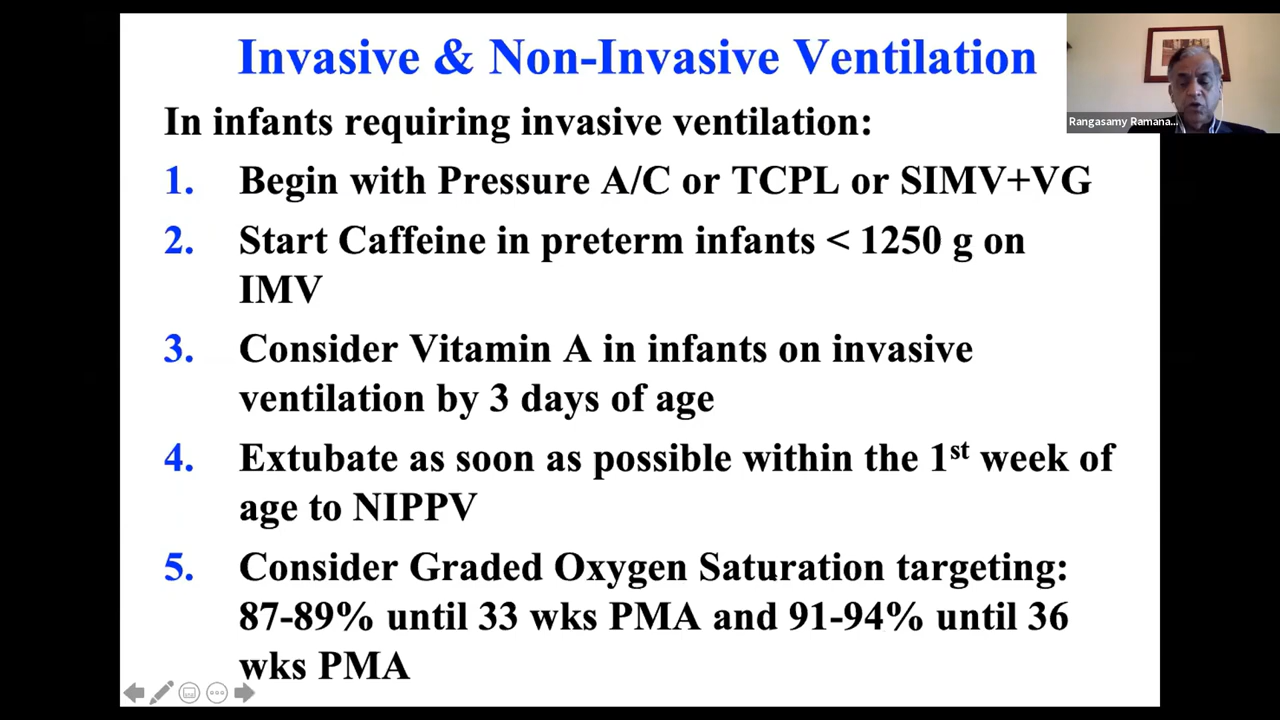 Invasive & Non-Invasive Ventilation
Rangasamy Ramana...
In infants requiring invasive ventilation:
1. Begin with Pressure A/C or TCPL or SIMV+VG
2. Start Caffeine in preterm infants < 1250 g on
IMV
3. Consider Vitamin A in infants on invasive
ventilation by 3 days of age
4. Extubate as soon as possible within the 1st week of
age to NIPPV
5. Consider Graded Oxygen Saturation targeting:
87-89% until 33 wks PMA and 91-94% until 36
wks PMA